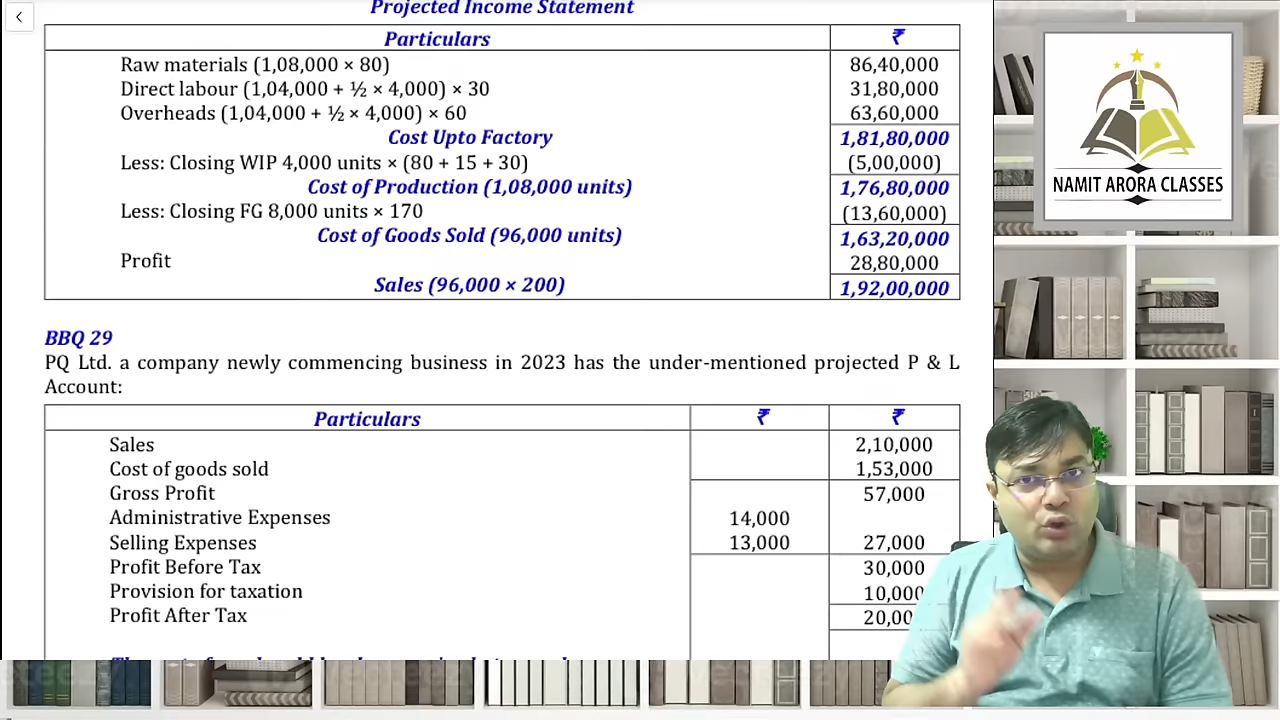 Projected Income Statement
Particulars ₹
Raw materials (1,08,000 × 80) 86,40,000
Direct labour (1,04,000 + ½ × 4,000) × 30 31,80,000
Overheads (1,04,000 + ½ × 4,000) × 60 63,60,000
Cost Upto Factory 1,81,80,000
Less: Closing WIP 4,000 units × (80 + 15 + 30) (5,00,000)
Cost of Production (1,08,000 units) 1,76,80,000
Less: Closing FG 8,000 units × 170 (13,60,000)
Cost of Goods Sold (96,000 units) 1,63,20,000
Profit 28,80,000
Sales (96,000 × 200) 1,92,00,000
BBQ 29
PQ Ltd. a company newly commencing business in 2023 has the under-mentioned projected P & L
Account:
Particulars ₹ ₹
Sales 2,10,000
Cost of goods sold 1,53,000
Gross Profit 57,000
Administrative Expenses 14,000
Selling Expenses 13,000 27,000
Profit Before Tax 30,000
Provision for taxation 10,000
Profit After Tax
NAMIT ARORA CLASSES